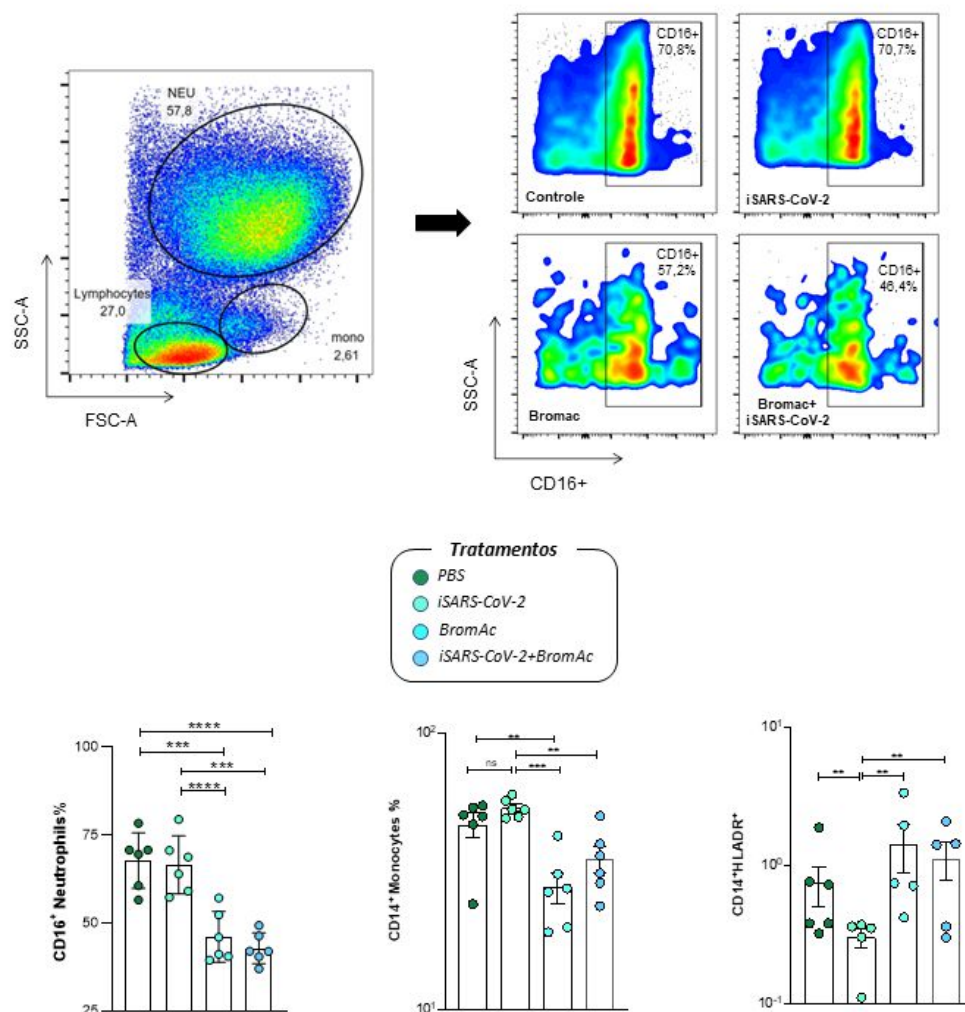 NEU
57,8
Lymphocytes
27,0
mono
2,61
SSC-A
FSC-A
CD16+
70,8%
Controle
CD16+
70,7%
iSARS-CoV-2
CD16+
57,2%
Bromac
CD16+
46,4%
Bromac+
iSARS-CoV-2
SSC-A
CD16+
Tratamentos
PBS
iSARS-CoV-2
BromAc
iSARS-CoV-2+BromAc
CD16+ Neutrophils%
100
75
50
25
****
***
***
****
CD14+Monocytes %
10²
10¹
**
**
ns
***
CD14+HLADR+
10¹
10⁰
10⁻¹
**
**
**